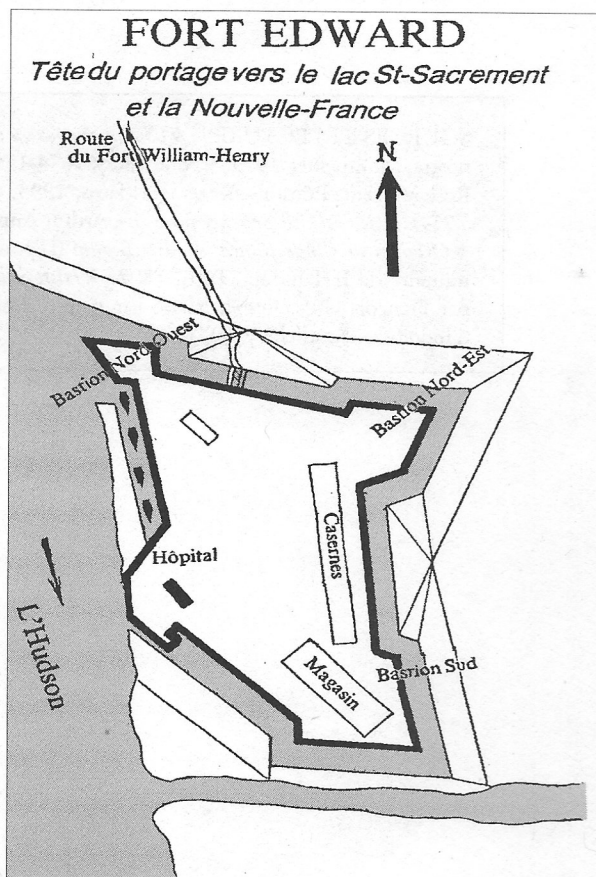 FORT EDWARD
Tête du portage vers le lac St-Sacrement
et la Nouvelle-France
Route
du Fort William-Henry
N
Bastion Nord-Ouest
Bastion Nord-Est
Casernes
Hôpital
L'Hudson
Magasin
Bastion Sud